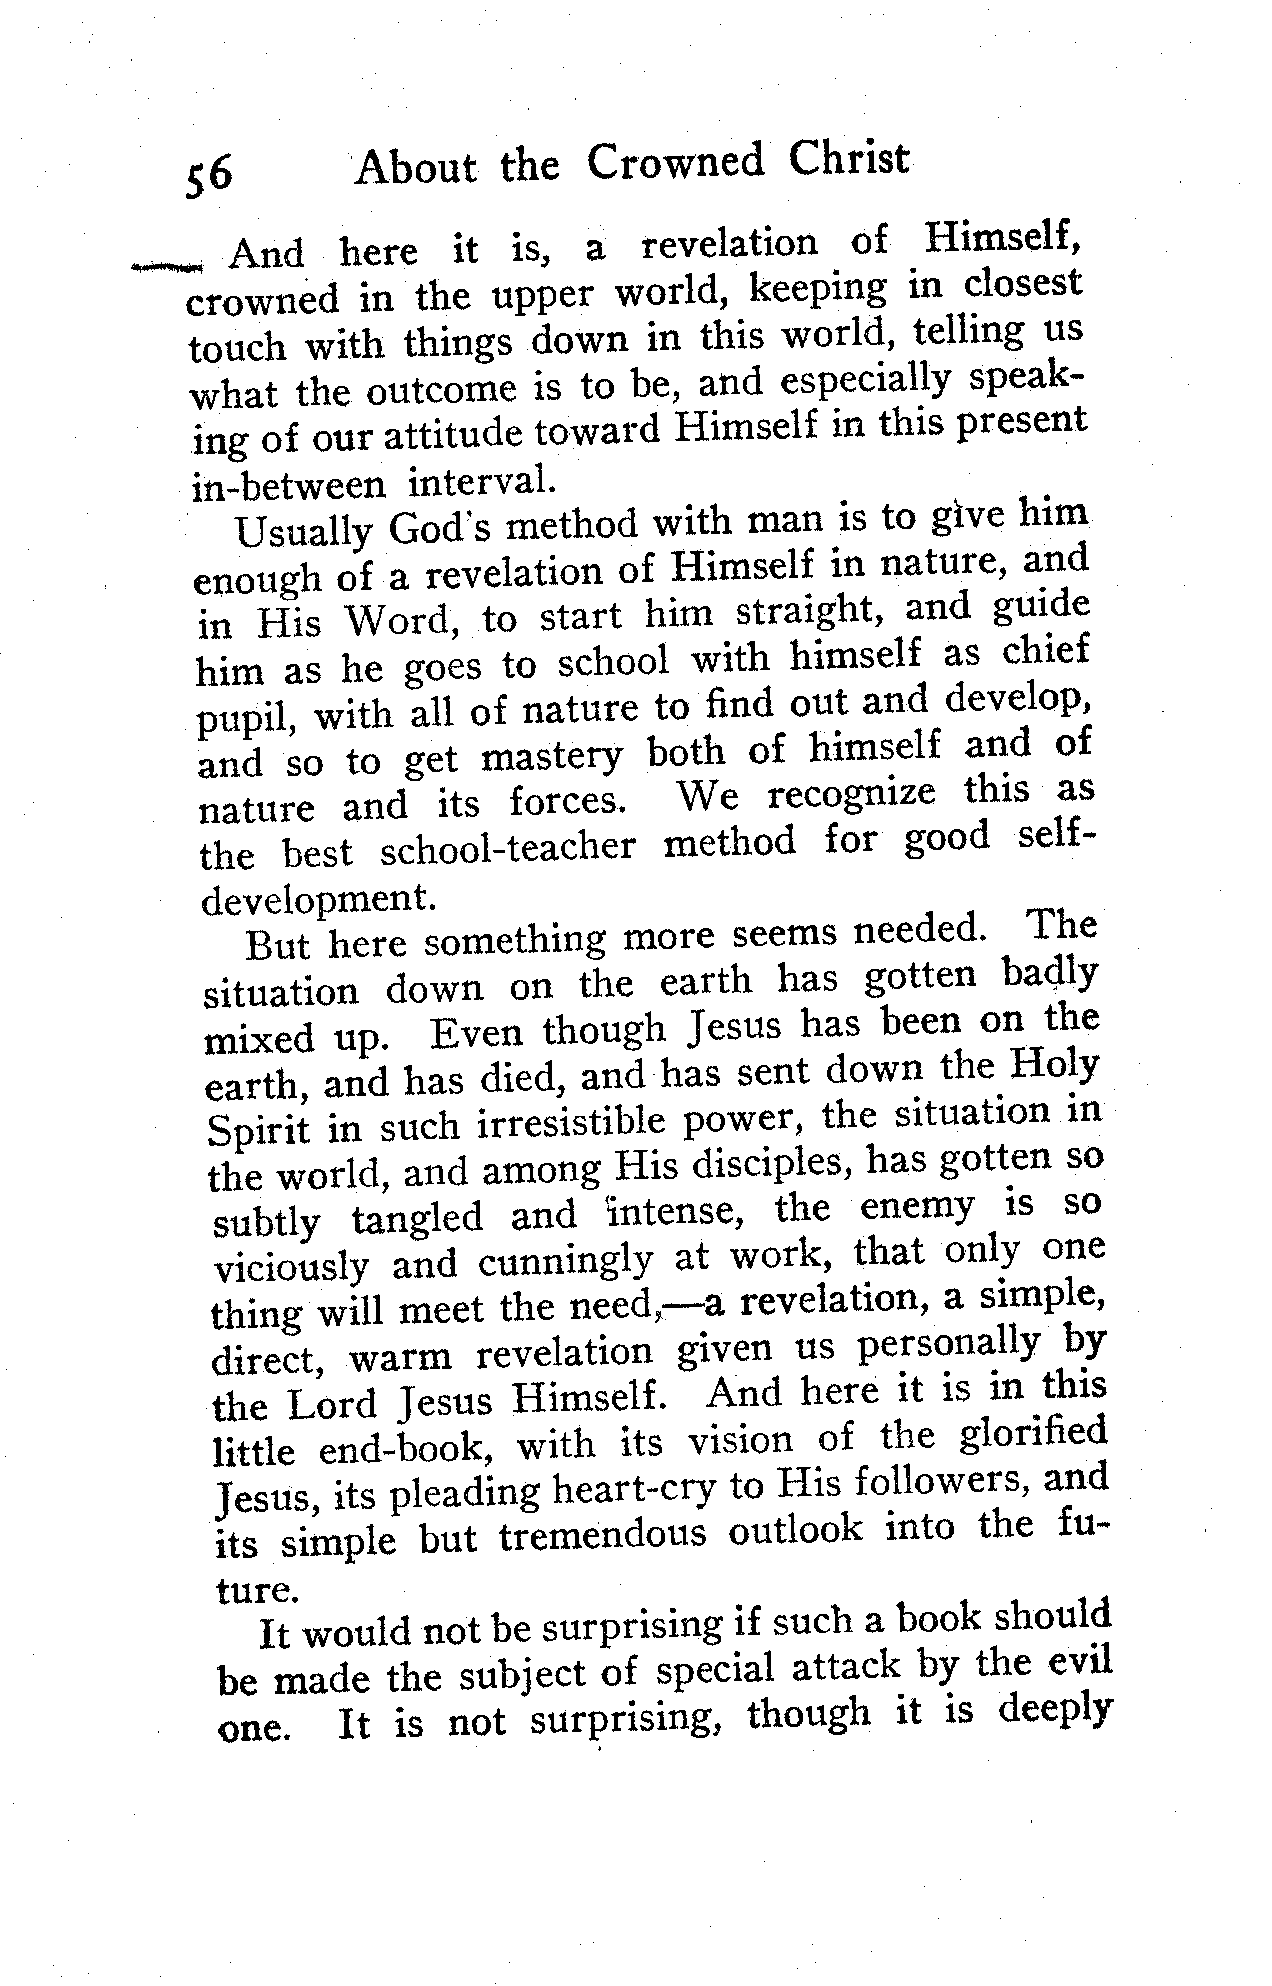 56 About the Crowned Christ
And here it is, a revelation of Himself,
crowned in the upper world, keeping in closest
touch with things down in this world, telling us
what the outcome is to be, and especially speak-
ing of our attitude toward Himself in this present
in-between interval.
Usually God's method with man is to give him
enough of a revelation of Himself in nature, and
in His Word, to start him straight, and guide
him as he goes to school with himself as chief
pupil, with all of nature to find out and develop,
and so to get mastery both of himself and of
nature and its forces. We recognize this as
the best school-teacher method for good self-
development.
But here something more seems needed. The
situation down on the earth has gotten badly
mixed up. Even though Jesus has been on the
earth, and has died, and has sent down the Holy
Spirit in such irresistible power, the situation in
the world, and among His disciples, has gotten so
subtly tangled and intense, the enemy is so
viciously and cunningly at work, that only one
thing will meet the need,—a revelation, a simple,
direct, warm revelation given us personally by
the Lord Jesus Himself. And here it is in this
little end-book, with its vision of the glorified
Jesus, its pleading heart-cry to His followers, and
its simple but tremendous outlook into the fu-
ture.
It would not be surprising if such a book should
be made the subject of special attack by the evil
one. It is not surprising, though it is deeply